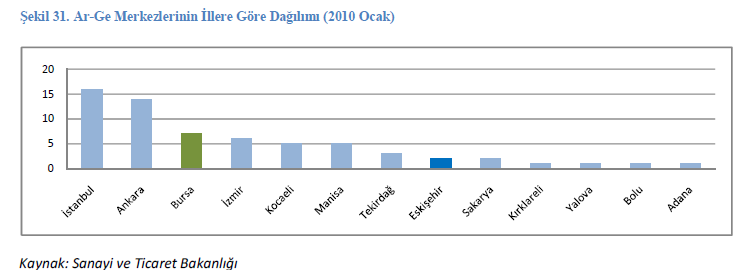 Şekil 31. Ar-Ge Merkezlerinin İllere Göre Dağılımı (2010 Ocak)
20
15
10
5
0
İstanbul
Ankara
Bursa
İzmir
Kocaeli
Manisa
Tekirdağ
Eskişehir
Sakarya
Kırklareli
Yalova
Bolu
Adana
Kaynak: Sanayi ve Ticaret Bakanlığı